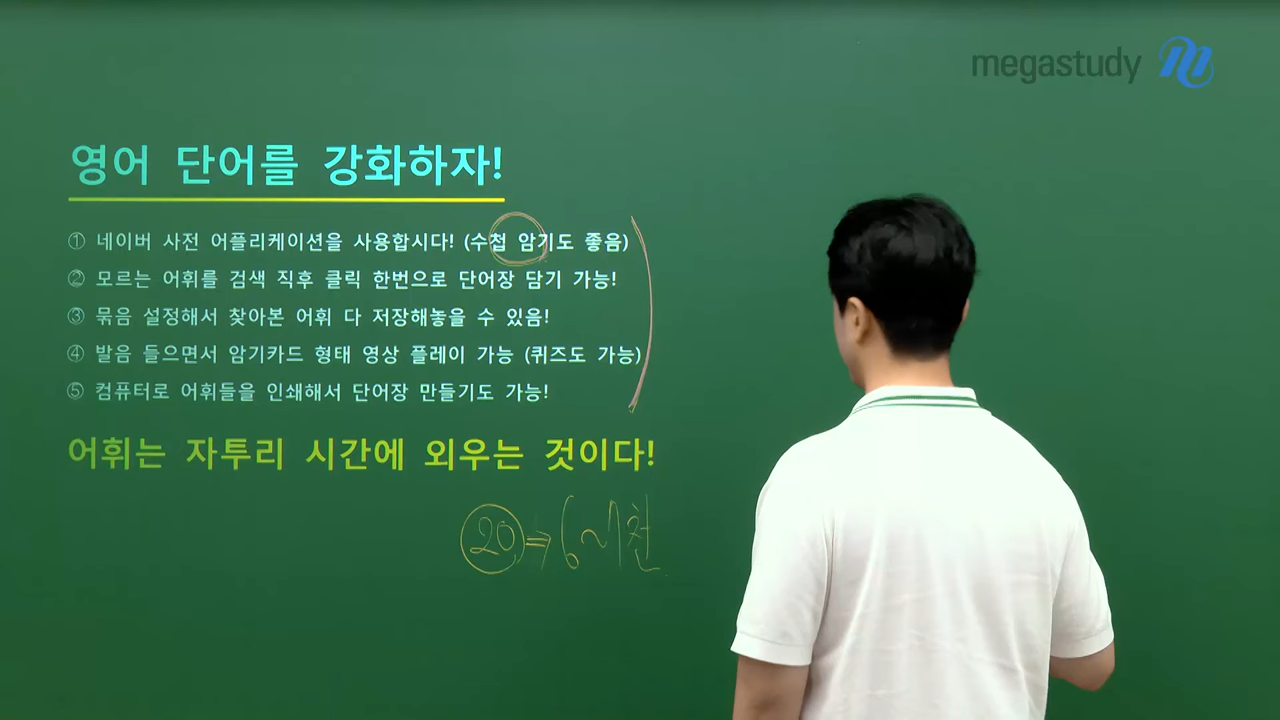 megastudy
영어 단어를 강화하자!
① 네이버 사전 어플리케이션을 사용합시다! (수첩 암기도 좋음)
② 모르는 어휘를 검색 직후 클릭 한번으로 단어장 담기 가능!
③ 묶음 설정해서 찾아본 어휘 다 저장해놓을 수 있음!
④ 발음 들으면서 암기카드 형태 영상 플레이 가능 (퀴즈도 가능)
⑤ 컴퓨터로 어휘들을 인쇄해서 단어장 만들기도 가능!
어휘는 자투리 시간에 외우는 것이다!
20 ⇒ 6~7천